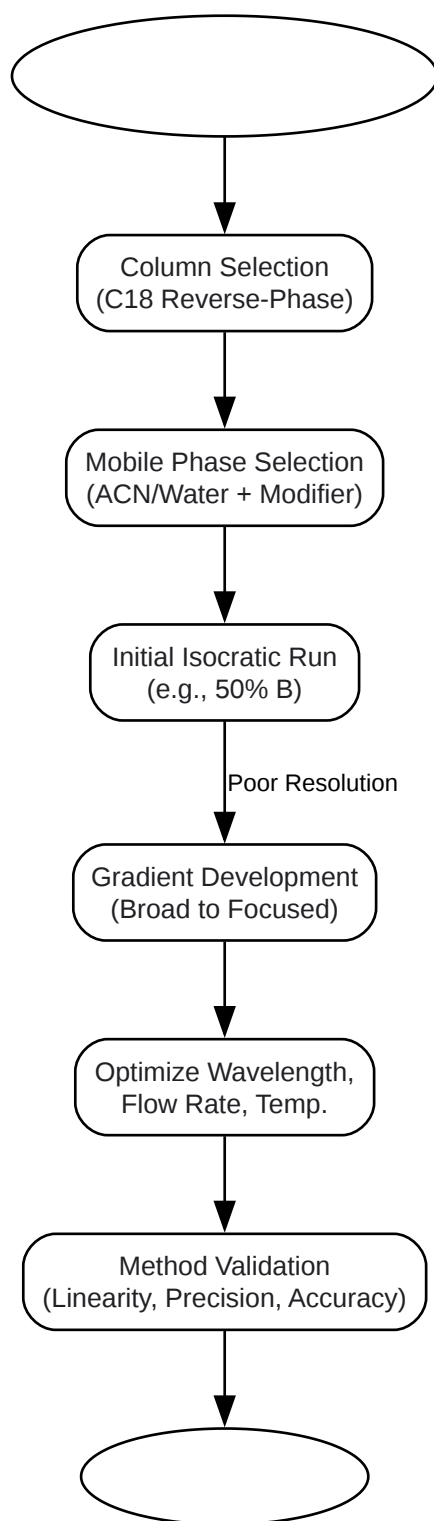 Column Selection
(C18 Reverse-Phase)
Mobile Phase Selection
(ACN/Water + Modifier)
Initial Isocratic Run
(e.g., 50% B)
Poor Resolution
Gradient Development
(Broad to Focused)
Optimize Wavelength,
Flow Rate, Temp.
Method Validation
(Linearity, Precision, Accuracy)